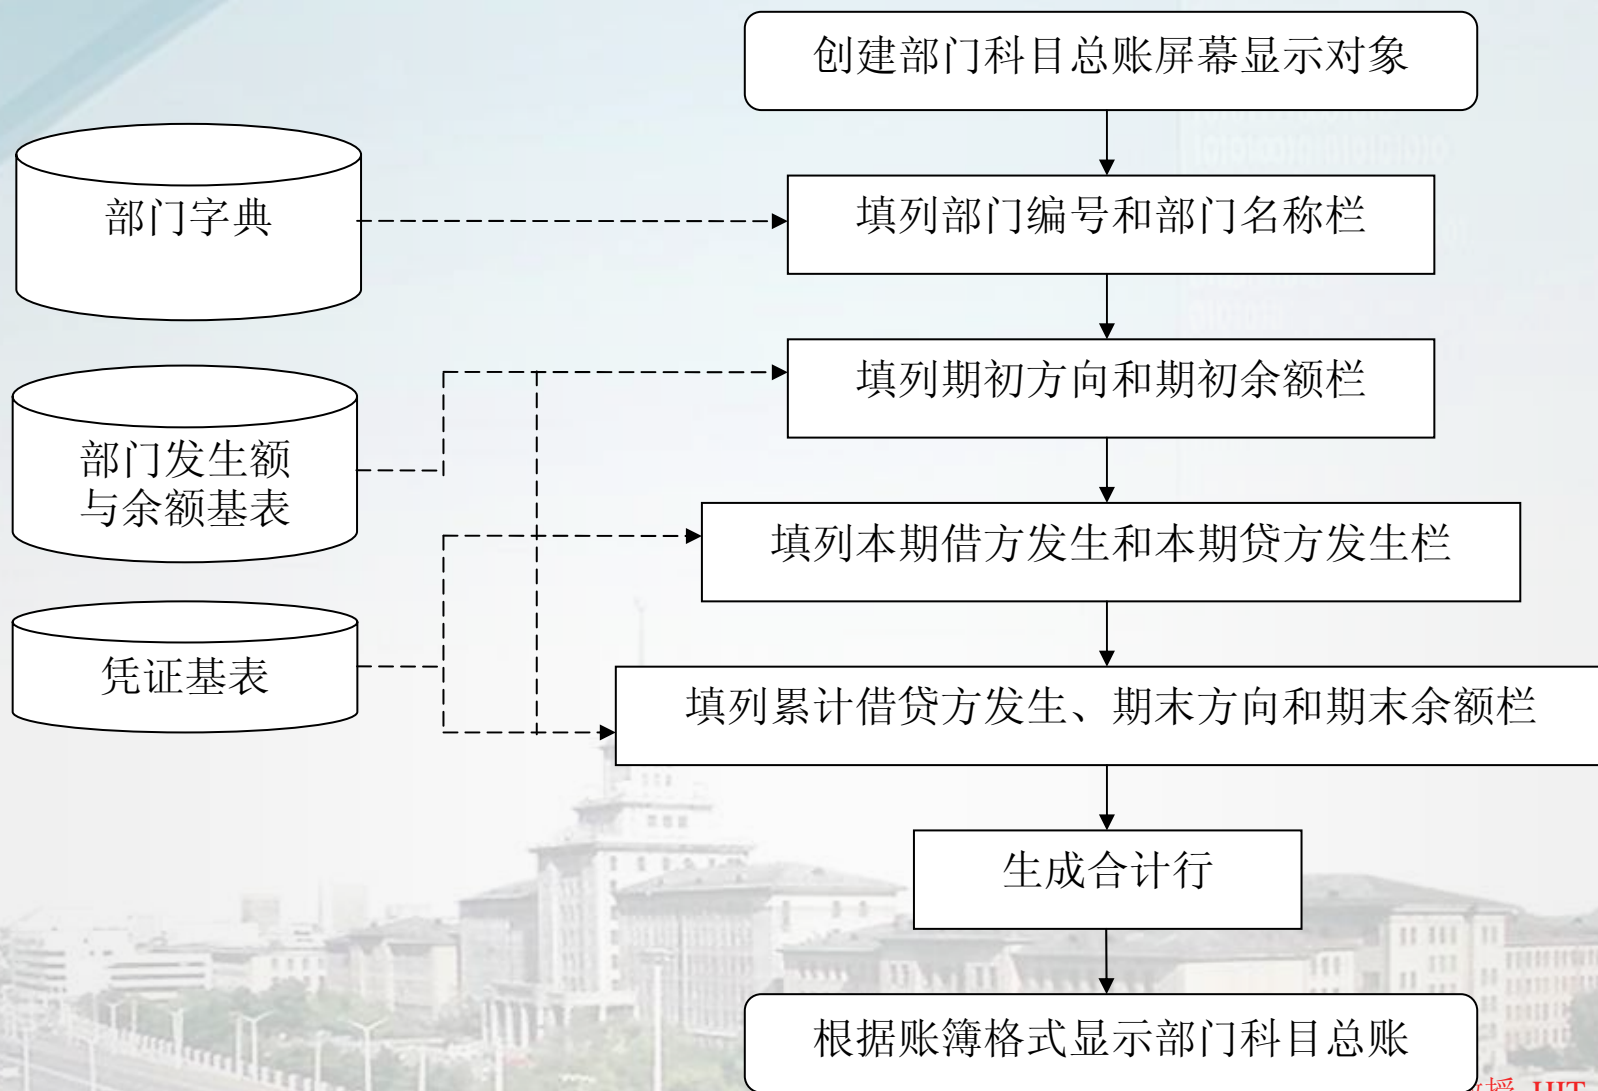 创建部门科目总账屏幕显示对象
部门字典
填列部门编号和部门名称栏
填列期初方向和期初余额栏
部门发生额
与余额基表
填列本期借方发生和本期贷方发生栏
凭证基表
填列累计借贷方发生、期末方向和期末余额栏
生成合计行
根据账簿格式显示部门科目总账
授 HIT